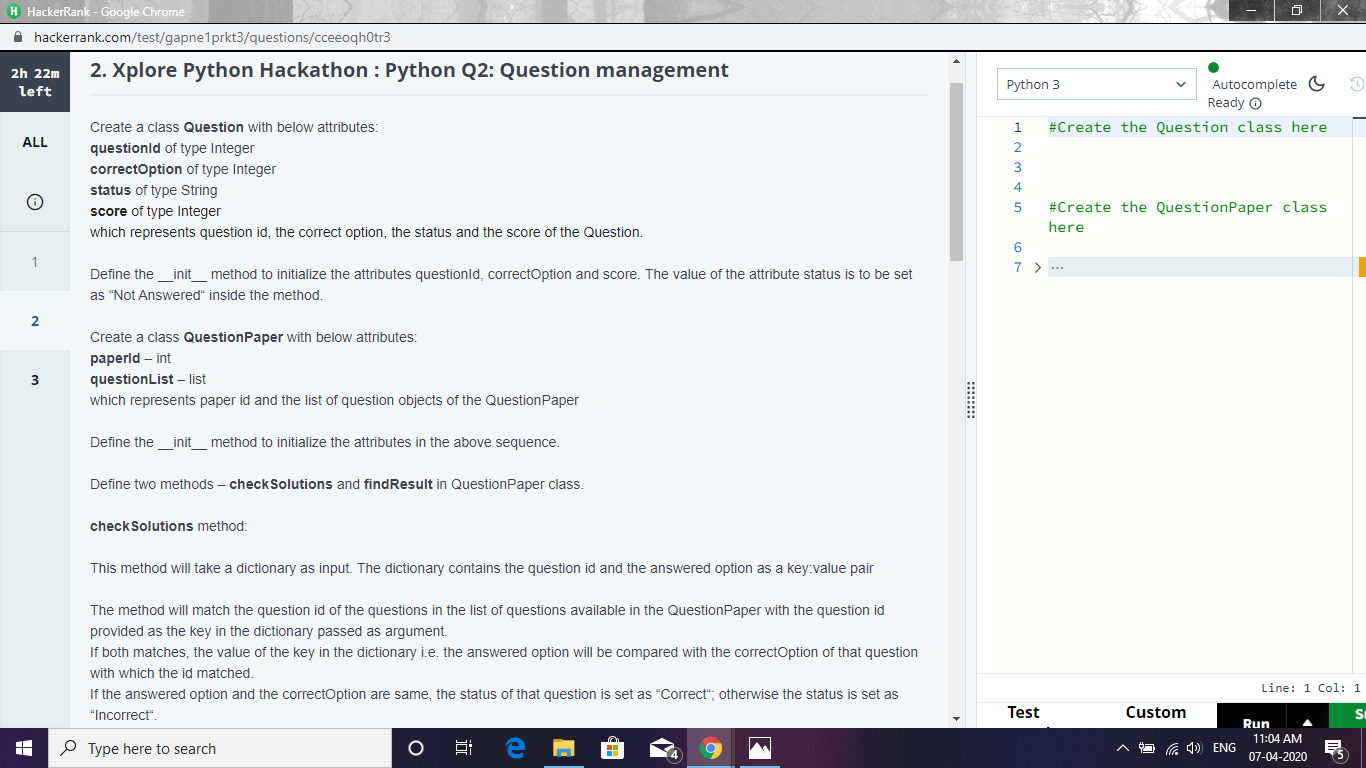 HackerRank - Google Chrome
hackerrank.com/test/gapne1prkt3/questions/cceeoqh0tr3
2h 22m
left
ALL
1
2
3
2. Xplore Python Hackathon : Python Q2: Question management
Create a class Question with below attributes:
questionId of type Integer
correctOption of type Integer
status of type String
score of type Integer
which represents question id, the correct option, the status and the score of the Question.
Define the __init__ method to initialize the attributes questionId, correctOption and score. The value of the attribute status is to be set
as “Not Answered“ inside the method.
Create a class QuestionPaper with below attributes:
paperId – int
questionList – list
which represents paper id and the list of question objects of the QuestionPaper
Define the __init__ method to initialize the attributes in the above sequence.
Define two methods – checkSolutions and findResult in QuestionPaper class.
checkSolutions method:
This method will take a dictionary as input. The dictionary contains the question id and the answered option as a key:value pair
The method will match the question id of the questions in the list of questions available in the QuestionPaper with the question id
provided as the key in the dictionary passed as argument.
If both matches, the value of the key in the dictionary i.e. the answered option will be compared with the correctOption of that question
with which the id matched.
If the answered option and the correctOption are same, the status of that question is set as “Correct“; otherwise the status is set as
“Incorrect“.
Python 3
Autocomplete
Ready
1 #Create the Question class here
2
3
4
5 #Create the QuestionPaper class
here
6
7 ...
Line: 1 Col: 1
Test
Custom
Run
Type here to search
4
ENG
11:04 AM
07-04-2020
5